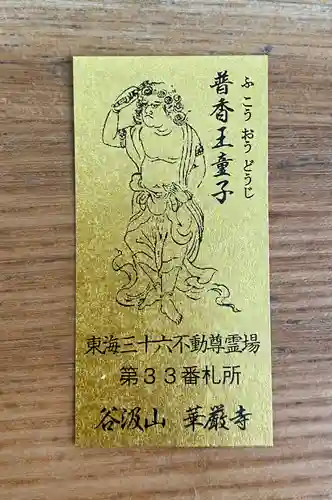 普香王童子
ふこうおうどうじ
東海三十六不動尊霊場
第33番札所
谷汲山 華厳寺